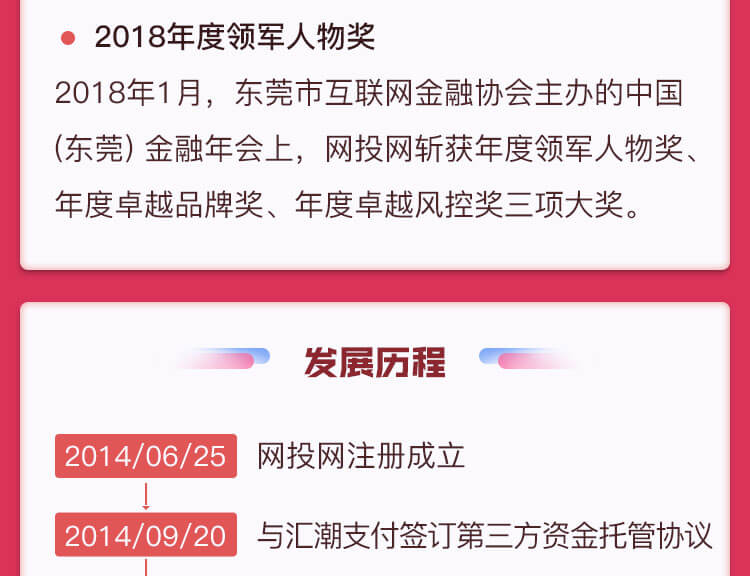 2018年度领军人物奖
2018年1月，东莞市互联网金融协会主办的中国
(东莞) 金融年会上，网投网斩获年度领军人物奖、
年度卓越品牌奖、年度卓越风控奖三项大奖。
发展历程
2014/06/25 网投网注册成立
2014/09/20 与汇潮支付签订第三方资金托管协议